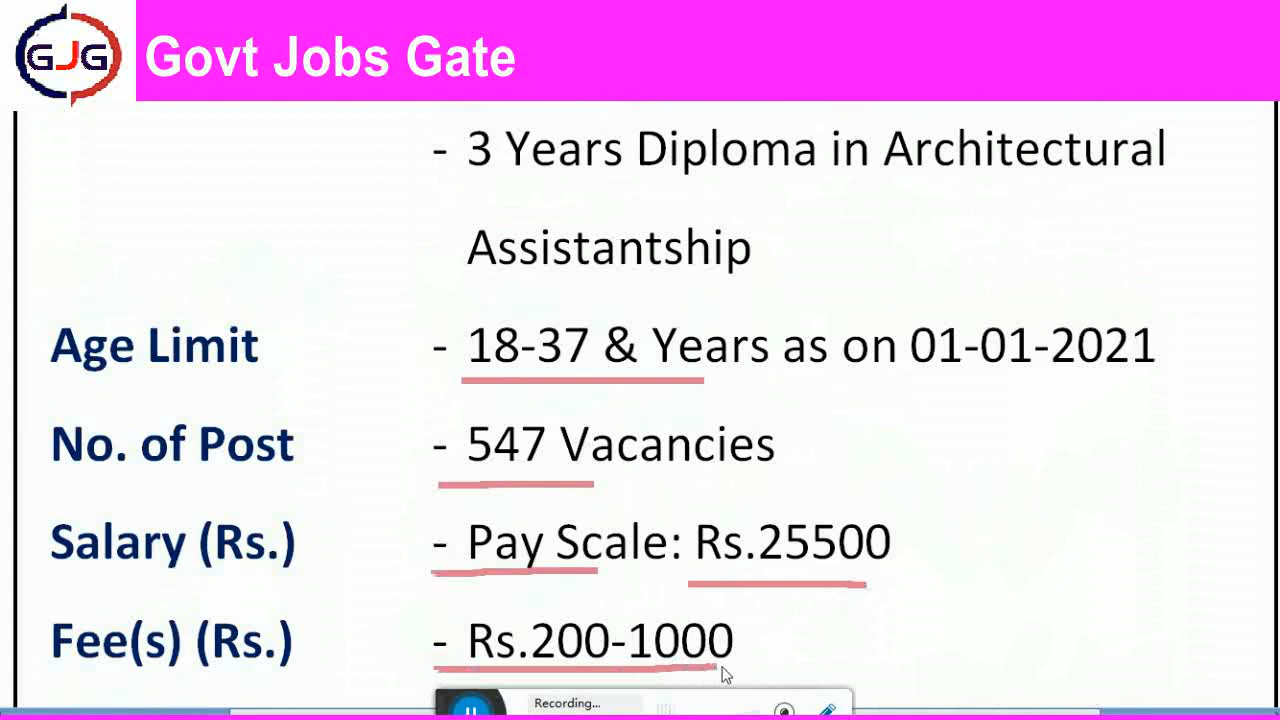 GJG Govt Jobs Gate
- 3 Years Diploma in Architectural
Assistantship
Age Limit - 18-37 & Years as on 01-01-2021
No. of Post - 547 Vacancies
Salary (Rs.) - Pay Scale: Rs.25500
Fee(s) (Rs.) - Rs.200-1000
Recording...